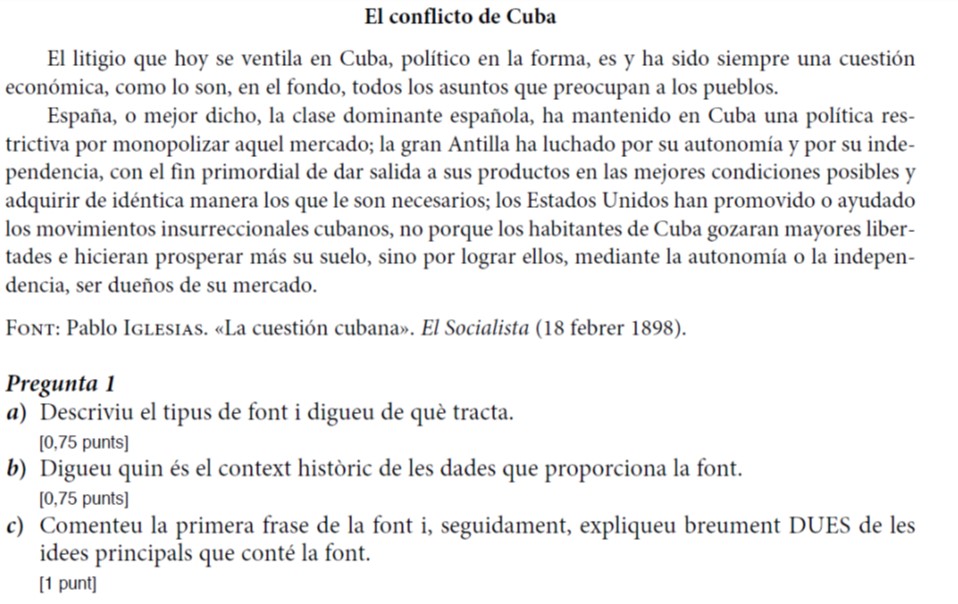 El conflicto de Cuba
El litigio que hoy se ventila en Cuba, político en la forma, es y ha sido siempre una cuestión
económica, como lo son, en el fondo, todos los asuntos que preocupan a los pueblos.
España, o mejor dicho, la clase dominante española, ha mantenido en Cuba una política res-
trictiva por monopolizar aquel mercado; la gran Antilla ha luchado por su autonomía y por su inde-
pendencia, con el fin primordial de dar salida a sus productos en las mejores condiciones posibles y
adquirir de idéntica manera los que le son necesarios; los Estados Unidos han promovido o ayudado
los movimientos insurreccionales cubanos, no porque los habitantes de Cuba gozaran mayores liber-
tades e hicieran prosperar más su suelo, sino por lograr ellos, mediante la autonomía o la indepen-
dencia, ser dueños de su mercado.
FONT: Pablo IGLESIAS. «La cuestión cubana». El Socialista (18 febrer 1898).
Pregunta 1
a) Descriviu el tipus de font i digueu de què tracta.
[0,75 punts]
b) Digueu quin és el context històric de les dades que proporciona la font.
[0,75 punts]
c) Comenteu la primera frase de la font i, seguidament, expliqueu breument DUES de les
idees principals que conté la font.
[1 punt]